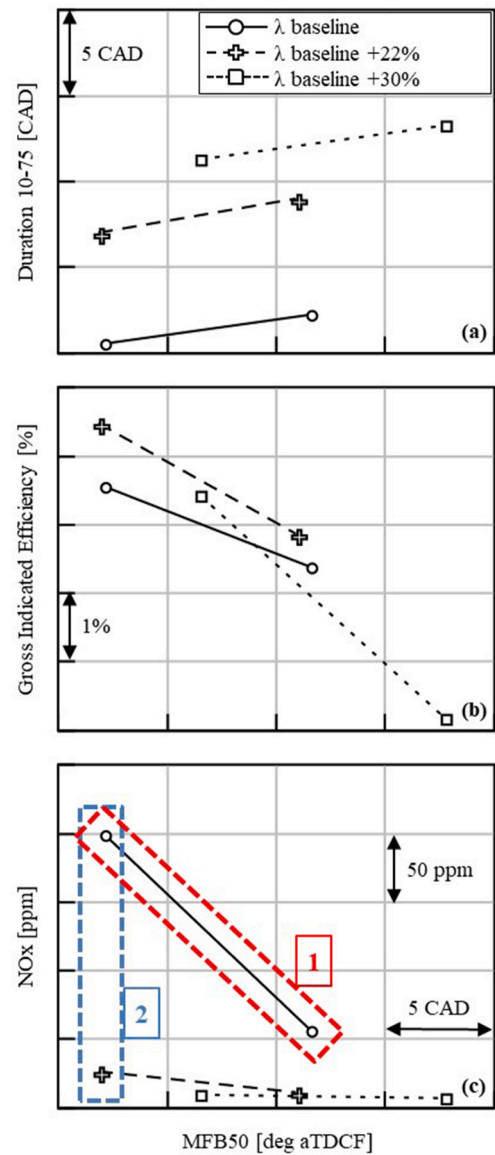 λ baseline
λ baseline +22%
λ baseline +30%
5 CAD
Duration 10-75 [CAD]
(a)
Gross Indicated Efficiency [%]
1%
(b)
NOx [ppm]
50 ppm
1
2
5 CAD
(c)
MFB50 [deg aTDCF]